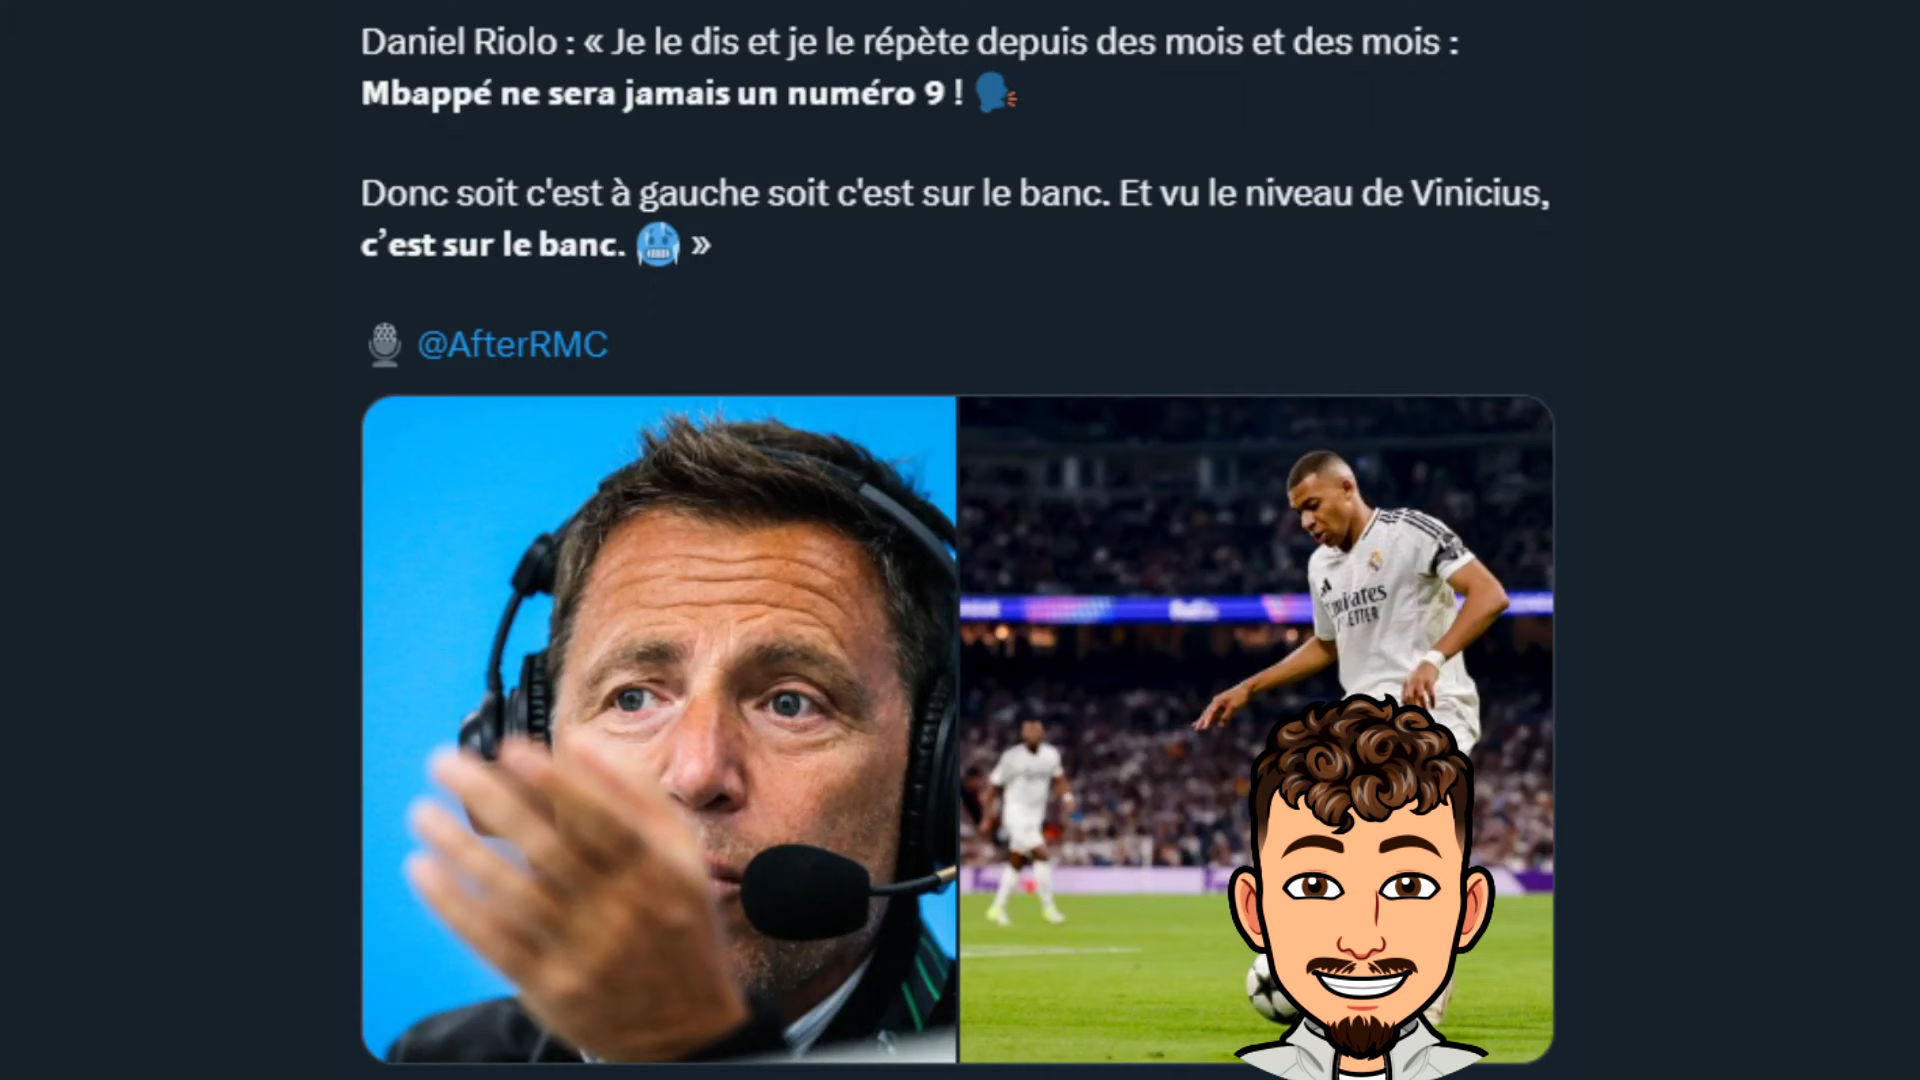 Daniel Riolo : « Je le dis et je le répète depuis des mois et des mois :
Mbappé ne sera jamais un numéro 9 ! 🗣️
Donc soit c'est à gauche soit c'est sur le banc. Et vu le niveau de Vinicius,
c’est sur le banc. 🥶 »
🎙️ @AfterRMC